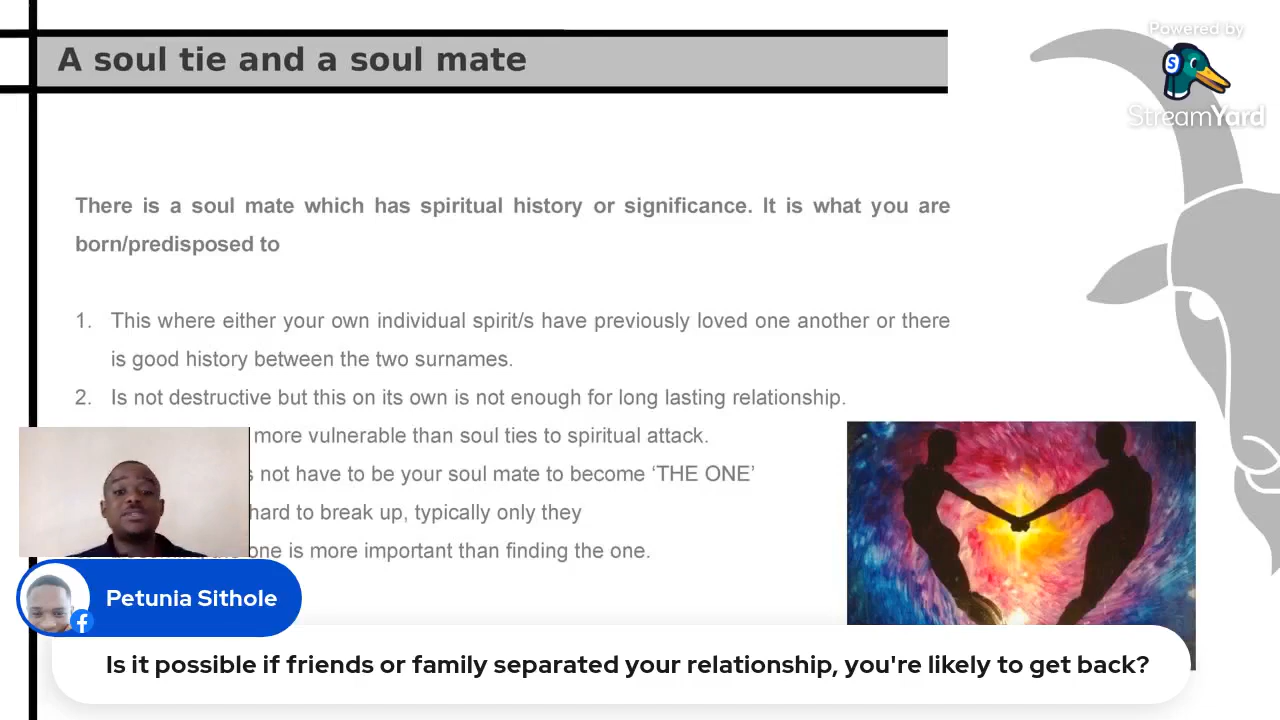 A soul tie and a soul mate
Powered by
StreamYard
There is a soul mate which has spiritual history or significance. It is what you are
born/predisposed to
1. This where either your own individual spirit/s have previously loved one another or there
is good history between the two surnames.
2. Is not destructive but this on its own is not enough for long lasting relationship.
more vulnerable than soul ties to spiritual attack.
not have to be your soul mate to become ‘THE ONE’
hard to break up, typically only they
one is more important than finding the one.
Petunia Sithole
Is it possible if friends or family separated your relationship, you're likely to get back?